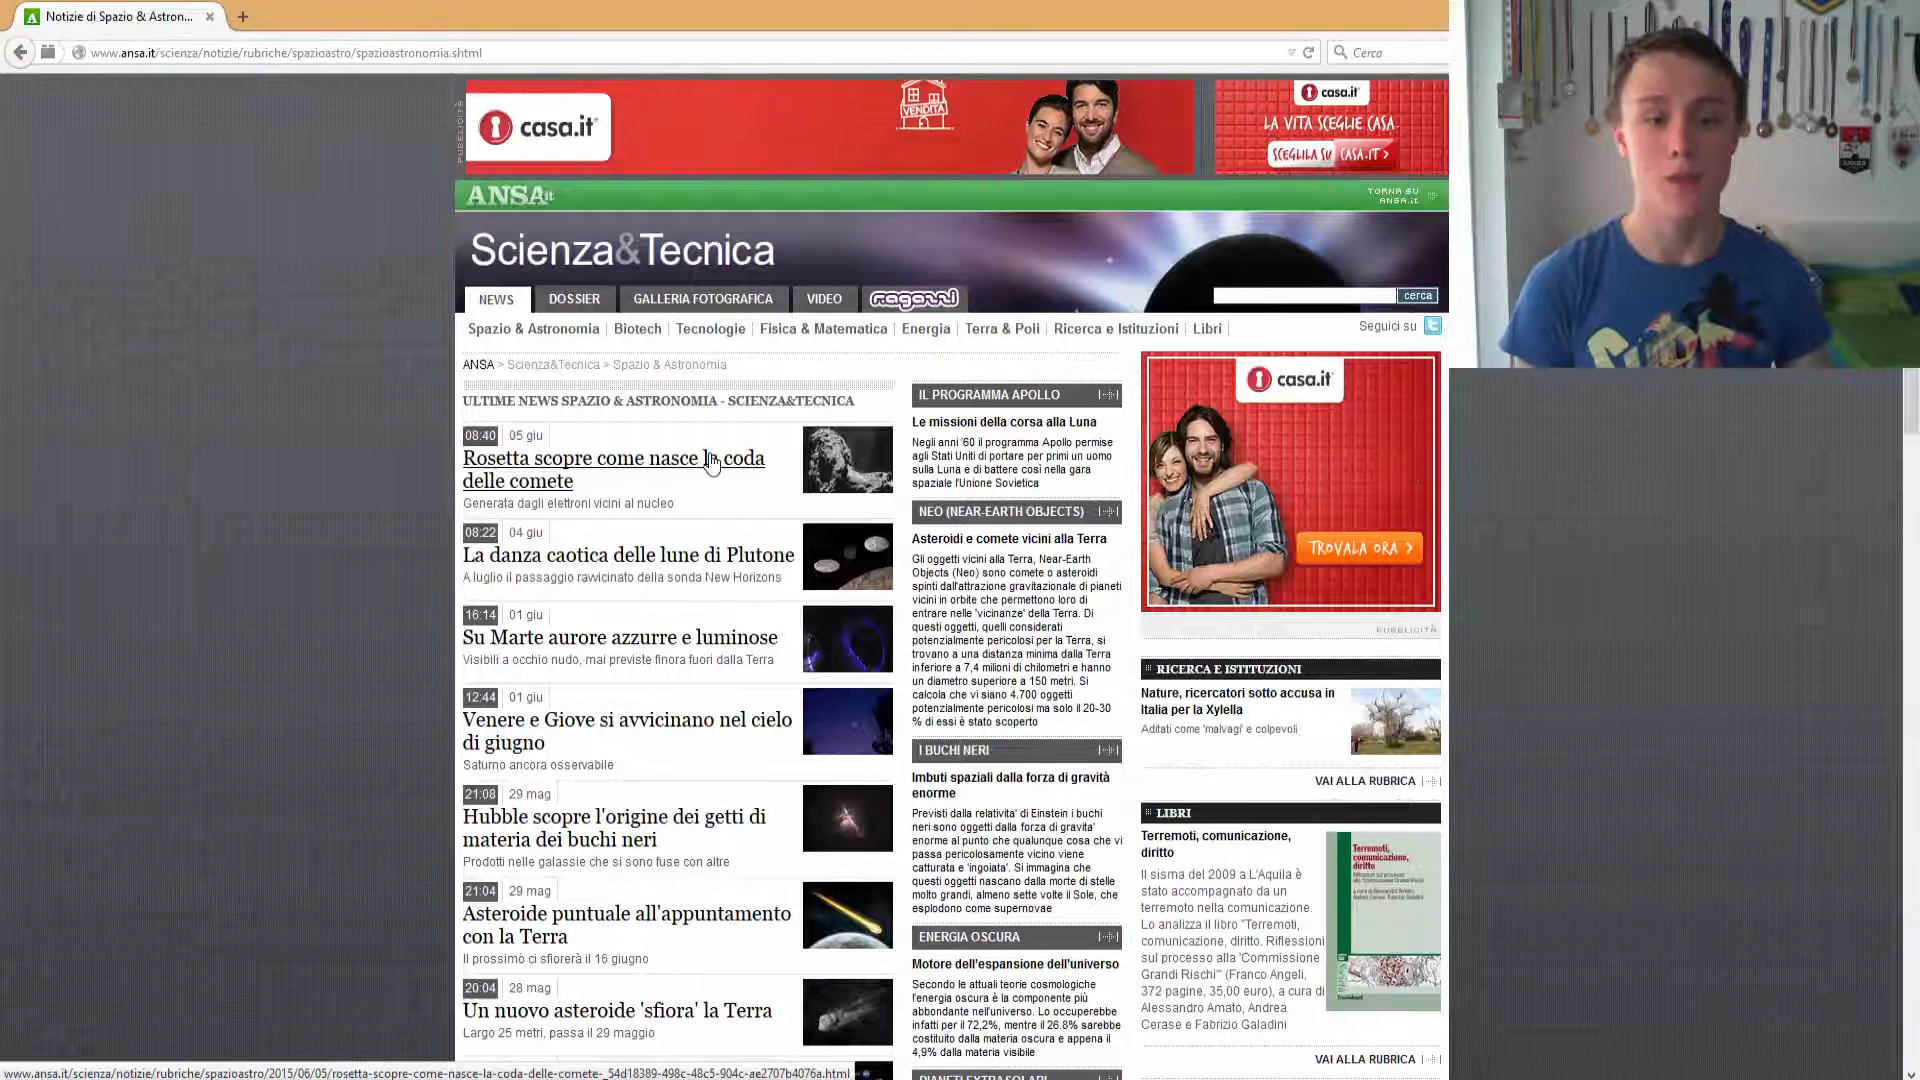 Notizie di Spazio & Astron...
www.ansa.it/scienza/notizie/rubriche/spazioastro/spazioastronomia.shtml
Cerca
PUBBLICITÀ
casa.it
VENDITA
casa.it
LA VITA SCEGLIE CASA.
SCEGLILA SU CASA.IT >
ANSA.it
TORNA SU
ANSA.it
Scienza&Tecnica
NEWS
DOSSIER
GALLERIA FOTOGRAFICA
VIDEO
ragazzi
cerca
Spazio & Astronomia | Biotech | Tecnologie | Fisica & Matematica | Energia | Terra & Poli | Ricerca e Istituzioni | Libri |
Seguici su
ANSA > Scienza&Tecnica > Spazio & Astronomia
ULTIME NEWS SPAZIO & ASTRONOMIA - SCIENZA&TECNICA
08:40 05 giu
Rosetta scopre come nasce la coda
delle comete
Generata dagli elettroni vicini al nucleo
08:22 04 giu
La danza caotica delle lune di Plutone
A luglio il passaggio ravvicinato della sonda New Horizons
16:14 01 giu
Su Marte aurore azzurre e luminose
Visibili a occhio nudo, mai previste finora fuori dalla Terra
12:44 01 giu
Venere e Giove si avvicinano nel cielo
di giugno
Saturno ancora osservabile
21:08 29 mag
Hubble scopre l'origine dei getti di
materia dei buchi neri
Prodotti nelle galassie che si sono fuse con altre
21:04 29 mag
Asteroide puntuale all'appuntamento
con la Terra
Il prossimò ci sfiorerà il 16 giugno
20:04 28 mag
Un nuovo asteroide 'sfiora' la Terra
Largo 25 metri, passa il 29 maggio
IL PROGRAMMA APOLLO
Le missioni della corsa alla Luna
Negli anni '60 il programma Apollo permise
agli Stati Uniti di portare per primi un uomo
sulla Luna e di battere così nella gara
spaziale l'Unione Sovietica
NEO (NEAR-EARTH OBJECTS)
Asteroidi e comete vicini alla Terra
Gli oggetti vicini alla Terra, Near-Earth
Objects (Neo) sono comete o asteroidi
spinti dall'attrazione gravitazionale di pianeti
vicini in orbite che permettono loro di
entrare nelle 'vicinanze' della Terra. Di
questi oggetti, quelli considerati
potenzialmente pericolosi per la Terra, si
trovano a una distanza minima dalla Terra
inferiore a 7,4 milioni di chilometri e hanno
un diametro superiore a 150 metri. Si
calcola che vi siano 4.700 oggetti
potenzialmente pericolosi ma solo il 20-30
% di essi è stato scoperto
I BUCHI NERI
Imbuti spaziali dalla forza di gravità
enorme
Previsti dalla relativita' di Einstein i buchi
neri sono oggetti dalla forza di gravita'
enorme al punto che qualunque cosa che vi
passa pericolosamente vicino viene
catturata e 'ingoiata'. Si immagina che
questi oggetti nascano dalla morte di stelle
molto grandi, almeno sette volte il Sole, che
esplodono come supernovae
ENERGIA OSCURA
Motore dell'espansione dell'universo
Secondo le attuali teorie cosmologiche
l'energia oscura è la componente più
abbondante nell'universo. Lo occuperebbe
infatti per il 72,2%, mentre il 26.8% sarebbe
costituito dalla materia oscura e appena il
4,9% dalla materia visibile
PIANETI EXTRASOLARI
casa.it
TROVALA ORA >
PUBBLICITÀ
RICERCA E ISTITUZIONI
Nature, ricercatori sotto accusa in
Italia per la Xylella
Aditati come 'malvagi' e colpevoli
VAI ALLA RUBRICA
LIBRI
Terremoti, comunicazione,
diritto
Il sisma del 2009 a L'Aquila è
stato accompagnato da un
terremoto nella comunicazione.
Lo analizza il libro "Terremoti,
comunicazione, diritto. Riflessioni
sul processo alla 'Commissione
Grandi Rischi'" (Franco Angeli,
372 pagine, 35,00 euro), a cura di
Alessandro Amato, Andrea
Cerase e Fabrizio Galadini
Terremoti,
comunicazione,
diritto
VAI ALLA RUBRICA
www.ansa.it/scienza/notizie/rubriche/spazioastro/2015/06/05/rosetta-scopre-come-nasce-la-coda-delle-comete-_54d18389-498c-48c5-904c-ae2707b4076a.html